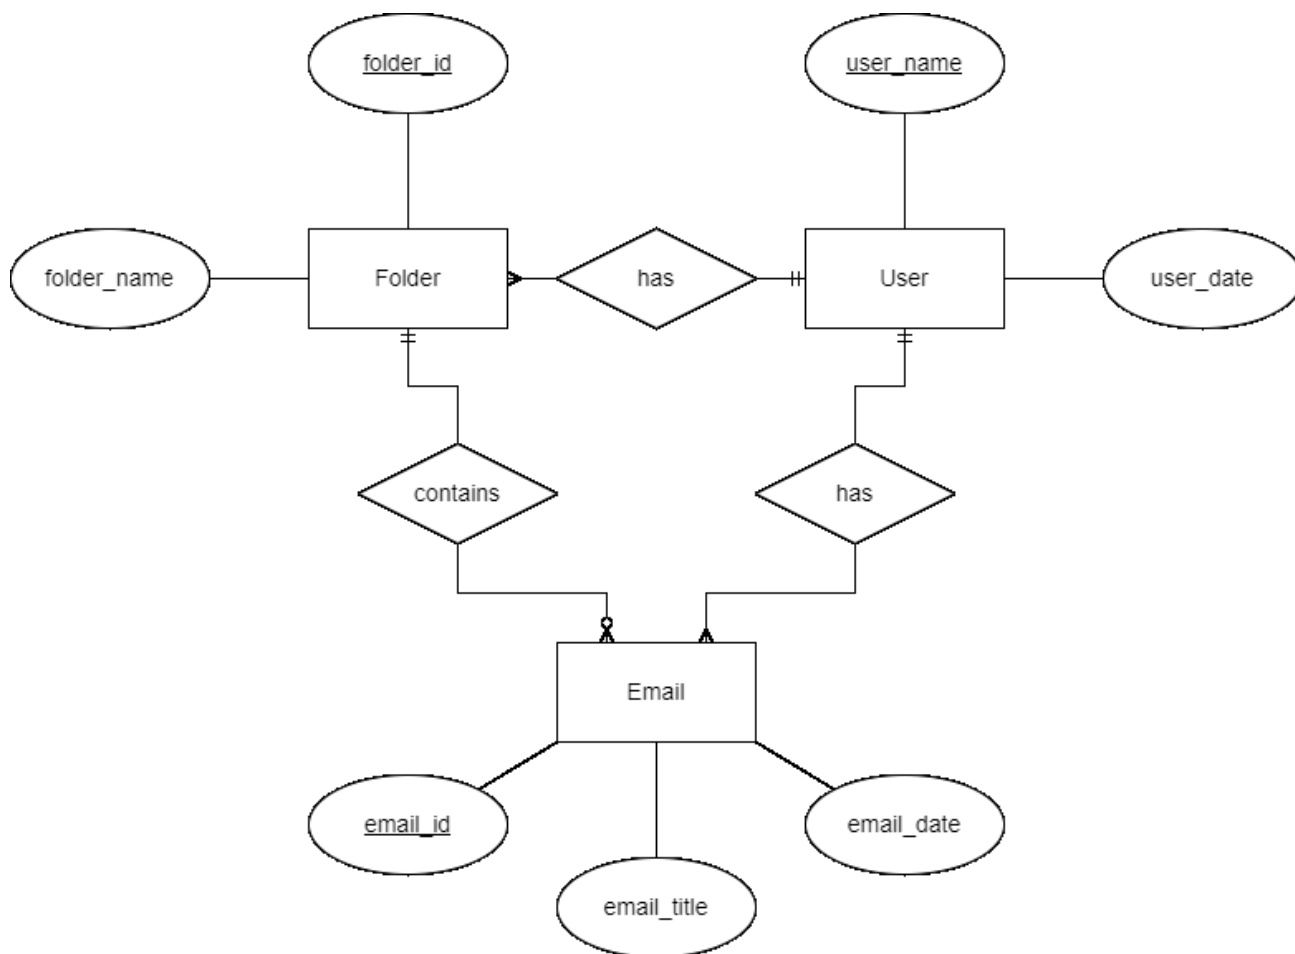 folder_id
user_name
folder_name
Folder
has
User
user_date
contains
has
Email
email_id
email_date
email_title